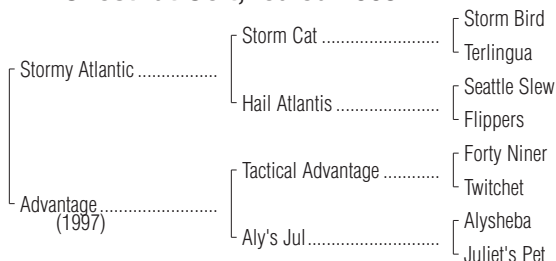 Storm Bird
Storm Cat ..........................
Terlingua
Stormy Atlantic ................
Seattle Slew
Hail Atlantis .......................
Flippers
Forty Niner
Tactical Advantage ............
Twitchet
Advantage........................
(1997)
Alysheba
Aly's Jul.............................
Juliet's Pet